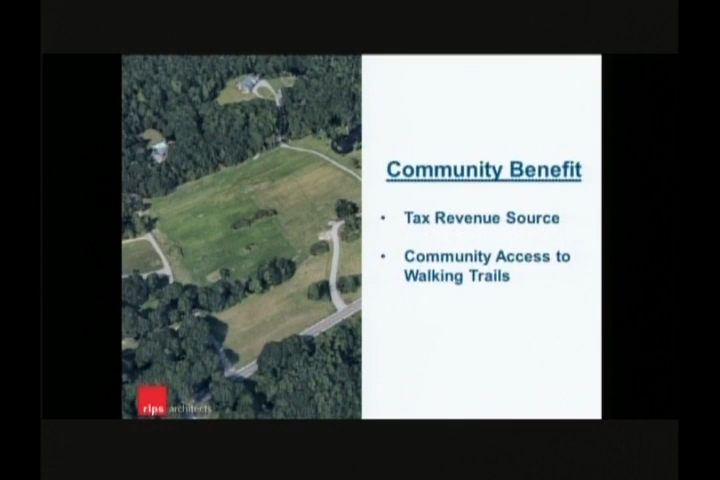 Community Benefit
• Tax Revenue Source
• Community Access to
Walking Trails
rlps architects